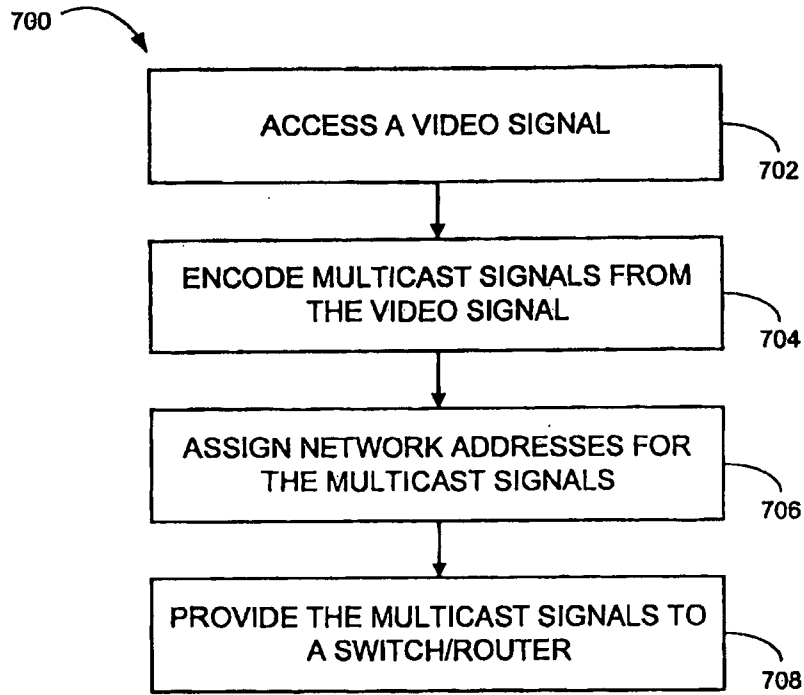 700
ACCESS A VIDEO SIGNAL
702
ENCODE MULTICAST SIGNALS FROM
THE VIDEO SIGNAL
704
ASSIGN NETWORK ADDRESSES FOR
THE MULTICAST SIGNALS
706
PROVIDE THE MULTICAST SIGNALS TO
A SWITCH/ROUTER
708